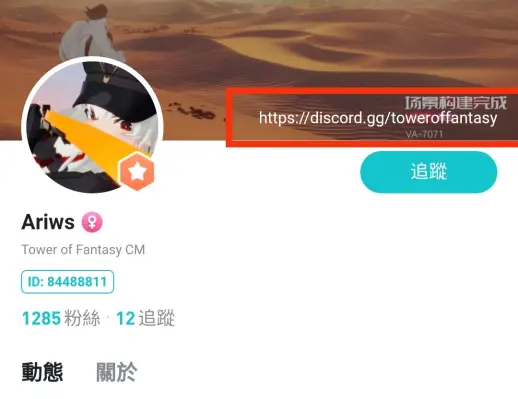 场景构建完成
https://discord.gg/toweroffantasy
VA-7071
追蹤
Ariws
Tower of Fantasy CM
ID: 84488811
1285 粉絲 · 12 追蹤
動態 關於